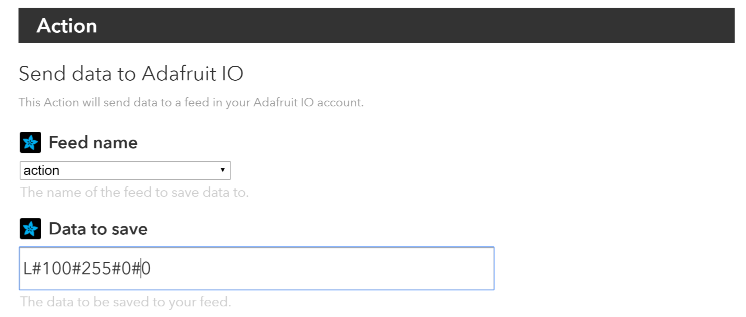 Action
Send data to Adafruit IO
This Action will send data to a feed in your Adafruit IO account.
Feed name
action
The name of the feed to save data to.
Data to save
L#100#255#0#0
The data to be saved to your feed.